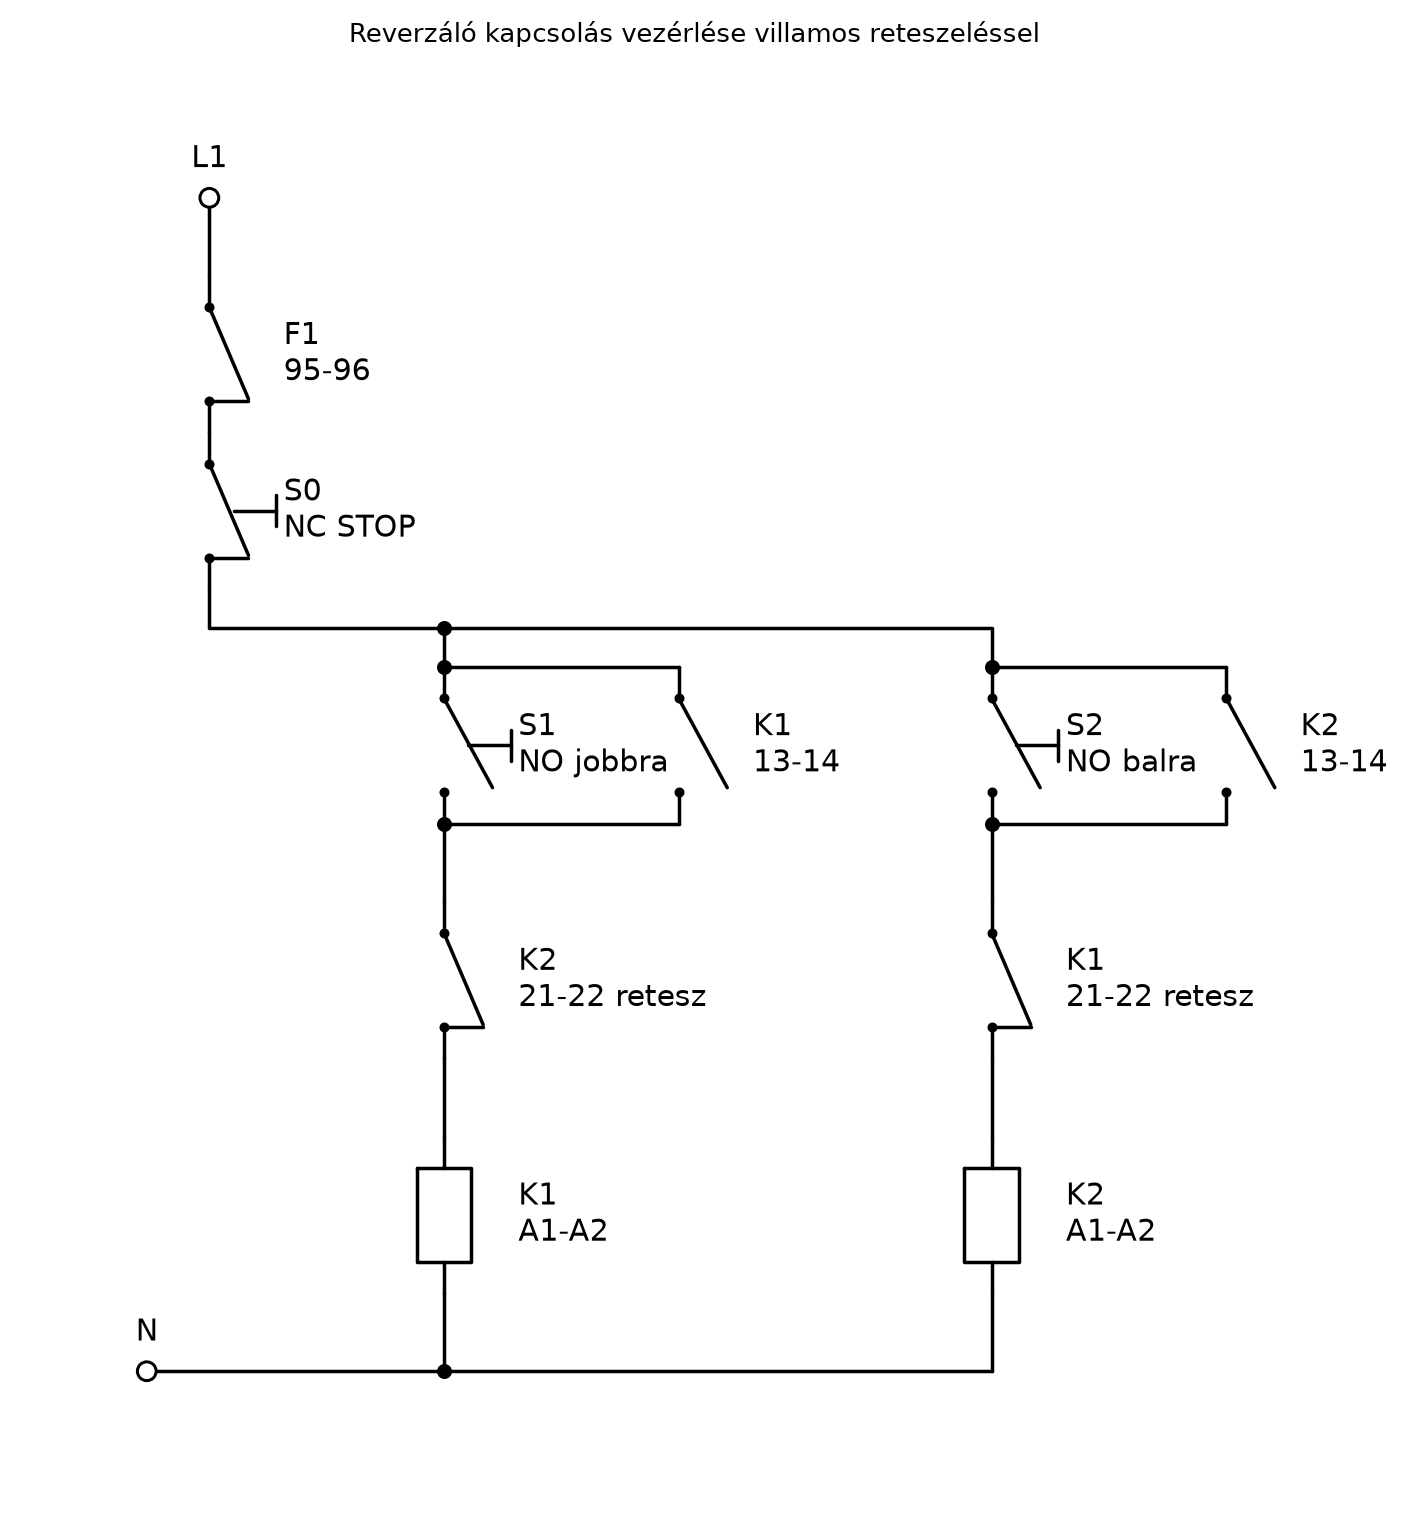 Reverzáló kapcsolás vezérlése villamos reteszeléssel
L1
F1
95-96
S0
NC STOP
S1
NO jobbra
K1
13-14
S2
NO balra
K2
13-14
K2
21-22 retesz
K1
21-22 retesz
K1
A1-A2
K2
A1-A2
N